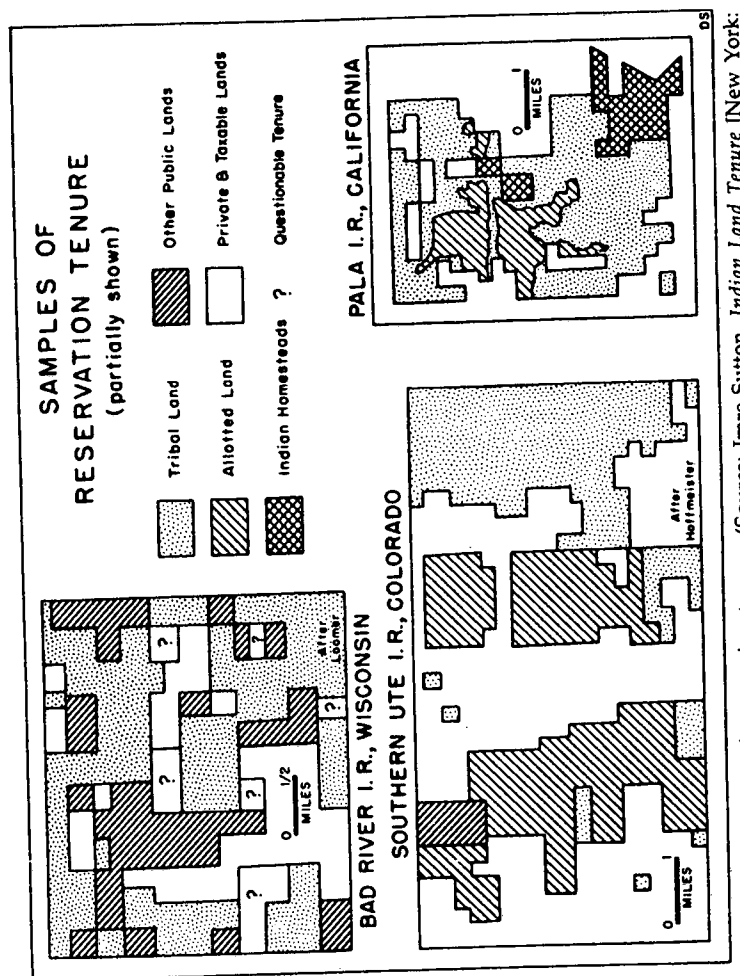 SAMPLES OF
RESERVATION TENURE
(partially shown)
Tribal Land
Other Public Lands
Allotted Land
Private & Taxable Lands
Indian Homesteads
? Questionable Tenure
?
?
?
?
?
?
0 1/2
MILES
After
Loomer
BAD RIVER I.R., WISCONSIN
SOUTHERN UTE I.R., COLORADO
0 1
MILES
After
Hoffmeister
PALA I.R., CALIFORNIA
0 1
MILES
DS
(Source: Imre Sutton, Indian Land Tenure [New York: